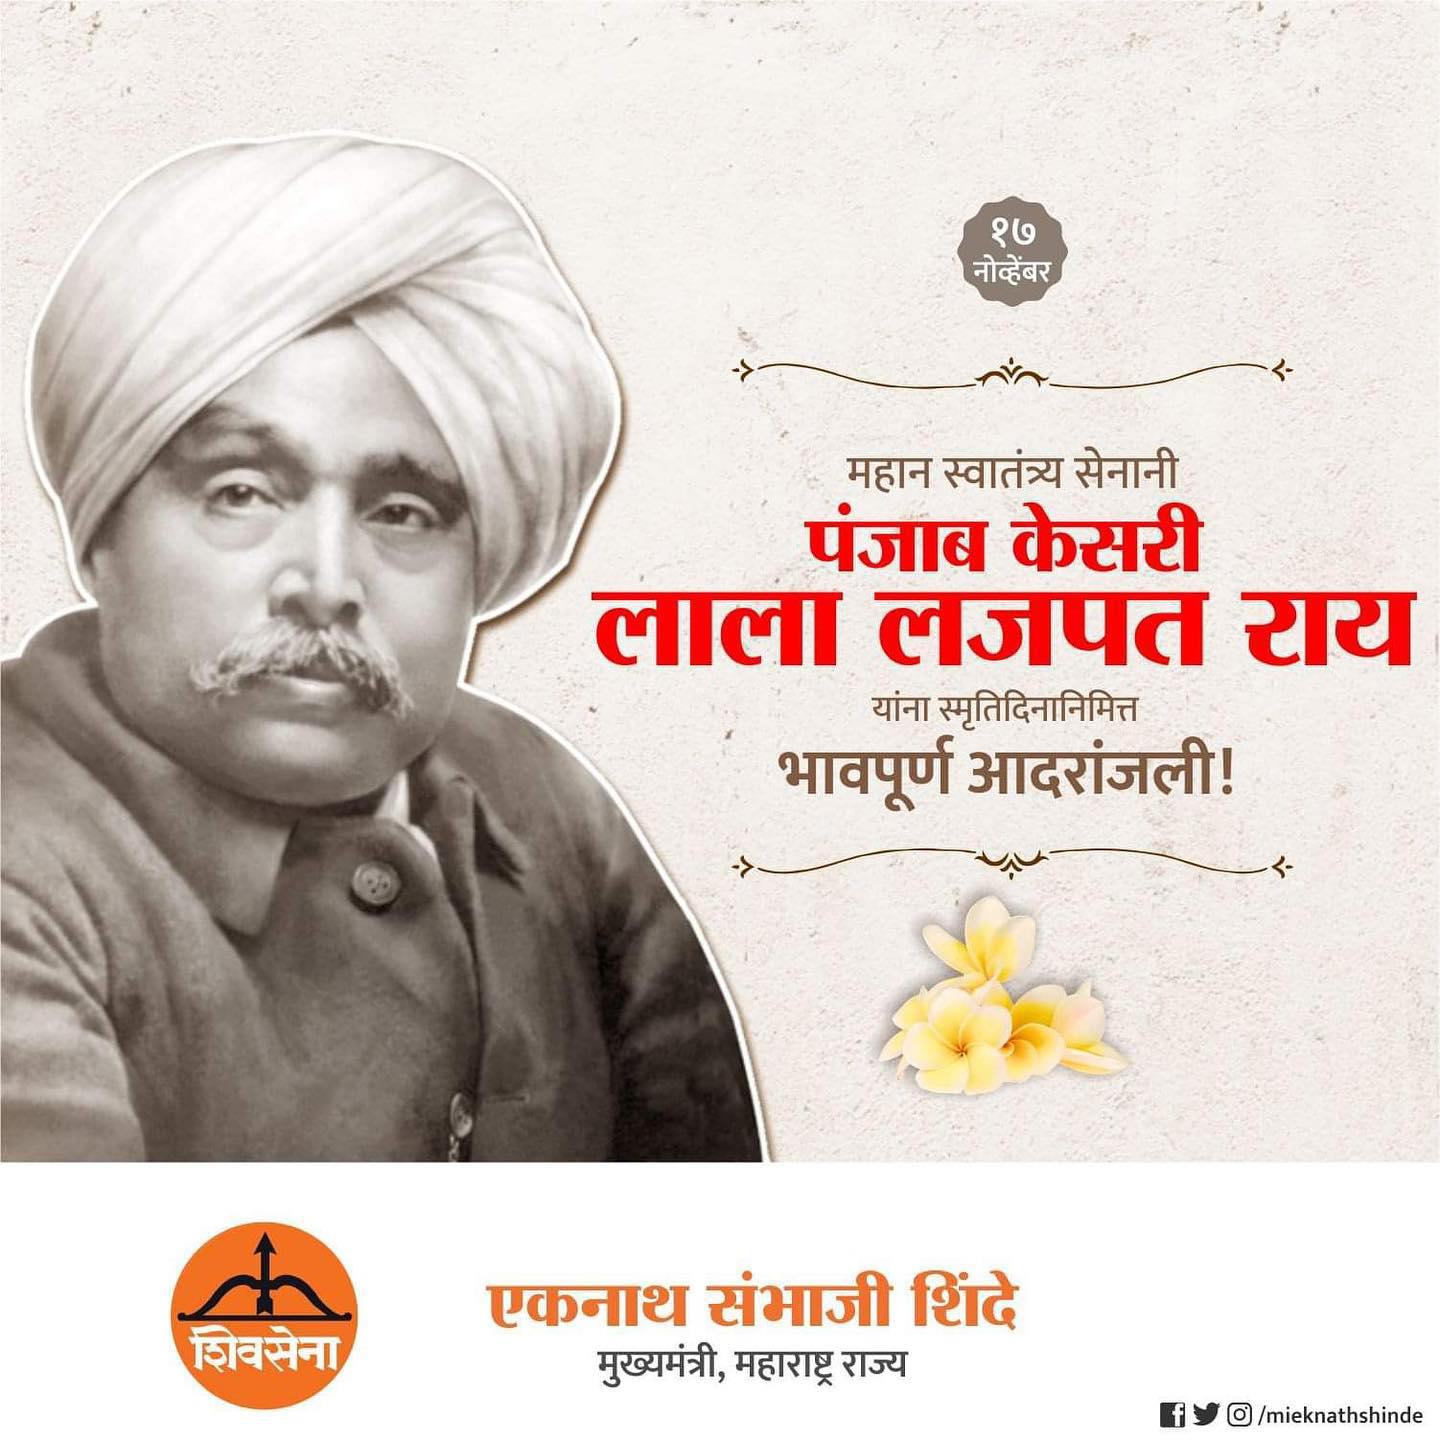 १७
नोव्हेंबर
महान स्वातंत्र्य सेनानी
पंजाब केसरी
लाला लजपत राय
यांना स्मृतिदिनानिमित्त
भावपूर्ण आदरांजली!
शिवसेना
एकनाथ संभाजी शिंदे
मुख्यमंत्री, महाराष्ट्र राज्य
/mieknathshinde